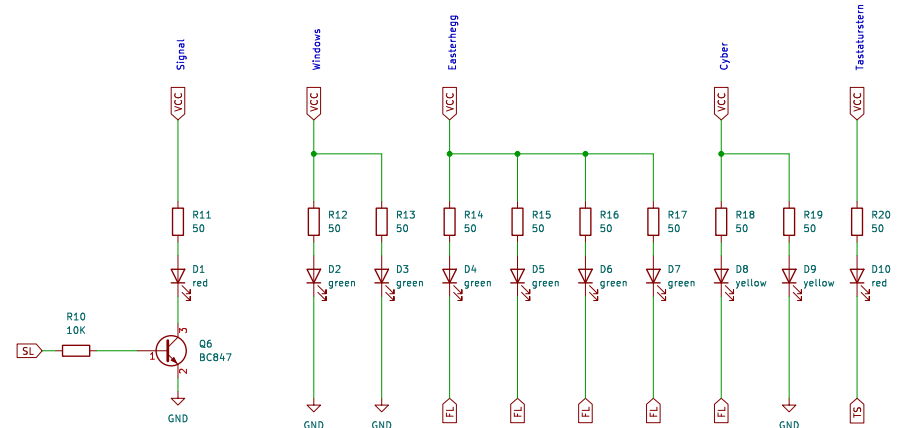 Signal
Windows
Easterhegg
Cyber
Tastaturstern
VCC
VCC
VCC
VCC
VCC
R11
50
R12
50
R13
50
R14
50
R15
50
R16
50
R17
50
R18
50
R19
50
R20
50
D1
red
D2
green
D3
green
D4
green
D5
green
D6
green
D7
green
D8
yellow
D9
yellow
D10
red
R10
10K
SL
1
3
2
Q6
BC847
GND
GND
GND
FL
FL
FL
FL
FL
GND
TS